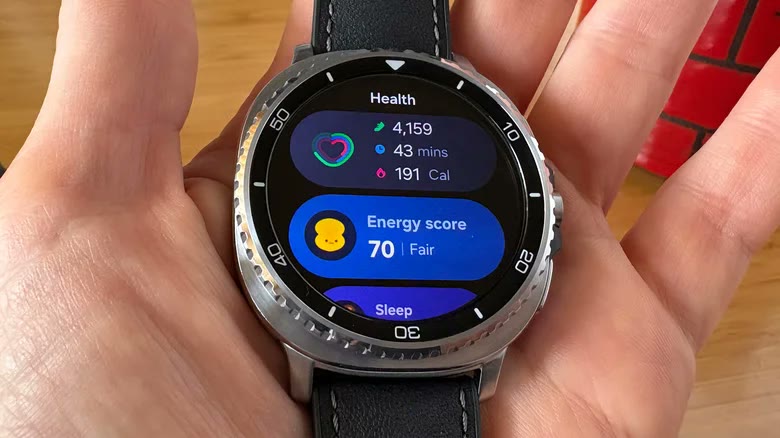 Health
4,159
43 mins
191 Cal
Energy score
70 | Fair
Sleep
50
10
40
20
30